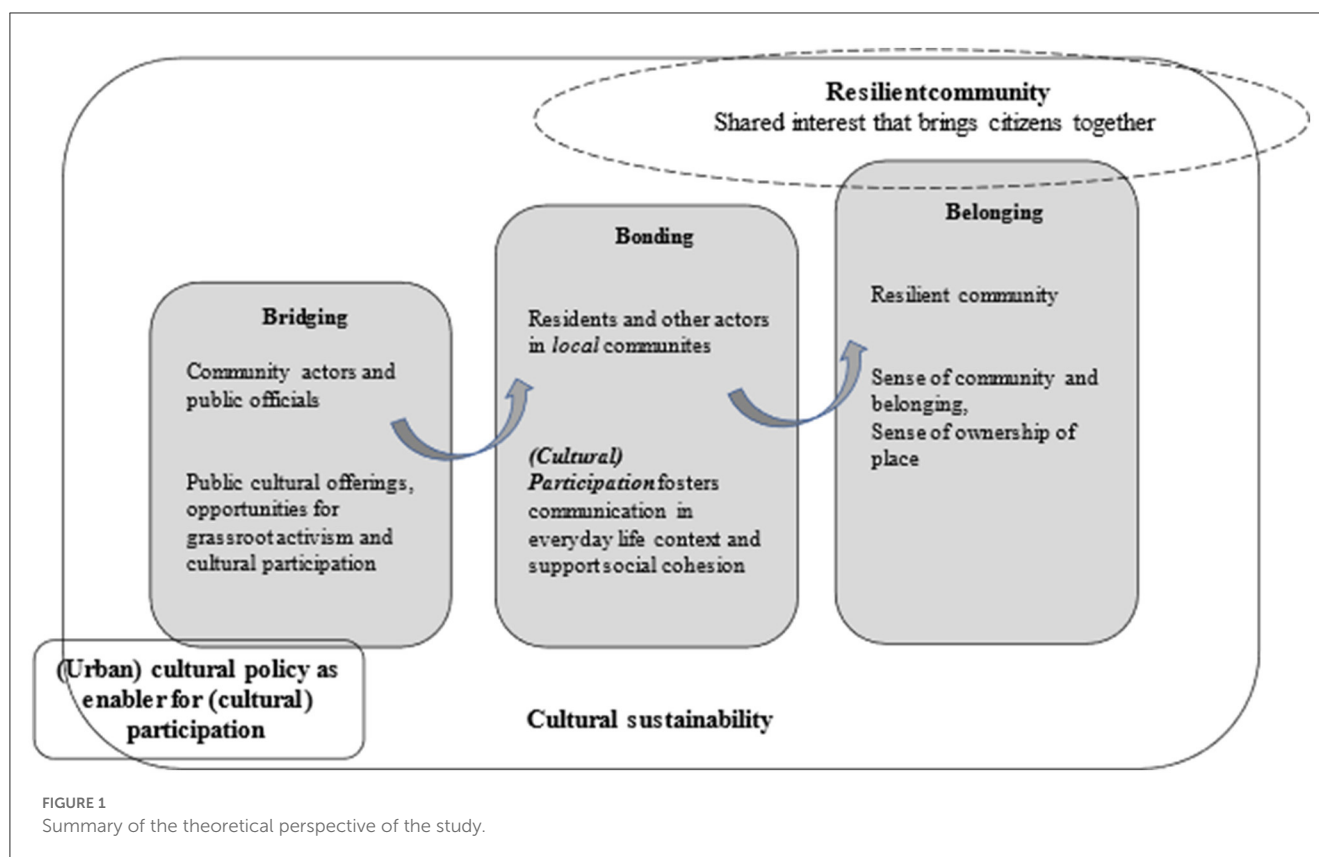 Resilientcommunity
Shared interest that brings citizens together
Bridging
Community actors and
public officials
Public cultural offerings,
opportunities for
grassroot activism and
cultural participation
Bonding
Residents and other actors
in local communites
(Cultural)
Participation fosters
communication in
everyday life context and
support social cohesion
Belonging
Resilient community
Sense of community and
belonging,
Sense of ownership of
place
(Urban) cultural policy as
enabler for (cultural)
participation
Cultural sustainability
FIGURE 1
Summary of the theoretical perspective of the study.